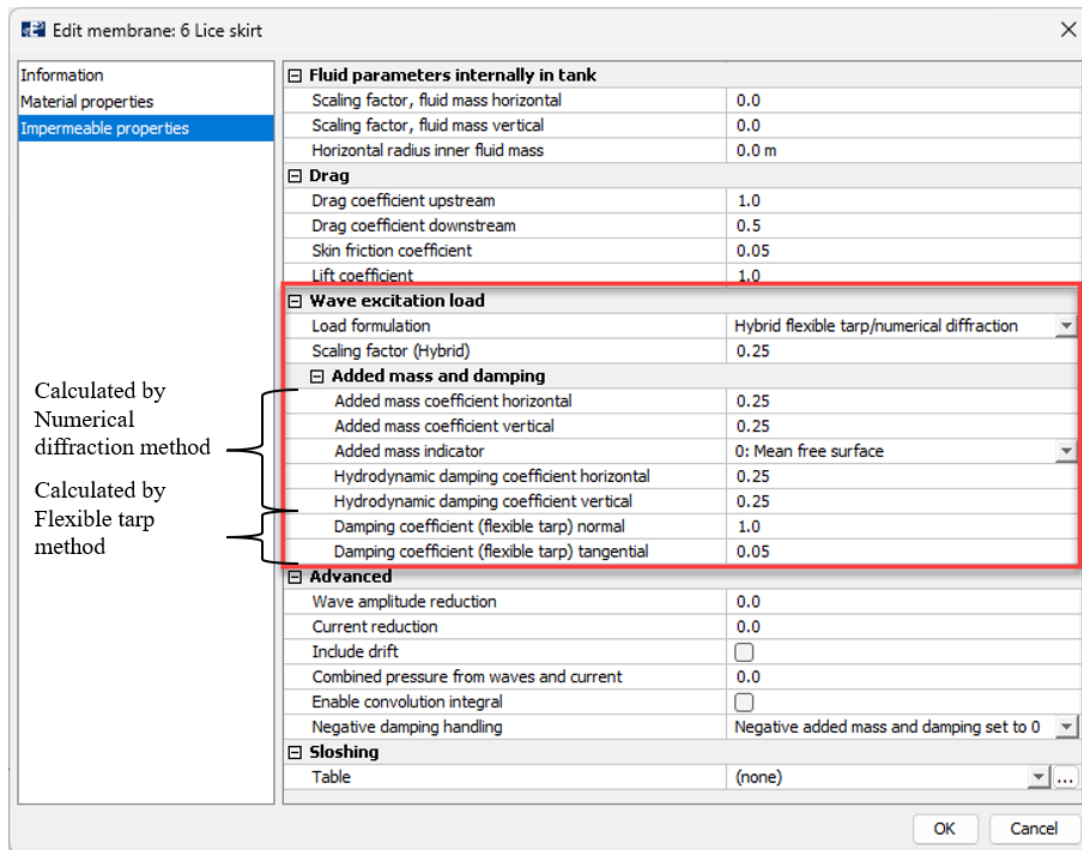 Edit membrane: 6 Lice skirt
Information
Material properties
Impermeable properties
Fluid parameters internally in tank
Scaling factor, fluid mass horizontal 0.0
Scaling factor, fluid mass vertical 0.0
Horizontal radius inner fluid mass 0.0 m
Drag
Drag coefficient upstream 1.0
Drag coefficient downstream 0.5
Skin friction coefficient 0.05
Lift coefficient 1.0
Wave excitation load
Load formulation Hybrid flexible tarp/numerical diffraction
Scaling factor (Hybrid) 0.25
Added mass and damping
Added mass coefficient horizontal 0.25
Added mass coefficient vertical 0.25
Added mass indicator 0: Mean free surface
Hydrodynamic damping coefficient horizontal 0.25
Hydrodynamic damping coefficient vertical 0.25
Damping coefficient (flexible tarp) normal 1.0
Damping coefficient (flexible tarp) tangential 0.05
Advanced
Wave amplitude reduction 0.0
Current reduction 0.0
Include drift
Combined pressure from waves and current 0.0
Enable convolution integral
Negative damping handling Negative added mass and damping set to 0
Sloshing
Table (none) ...
Calculated by
Numerical
diffraction method
Calculated by
Flexible tarp
method
OK Cancel